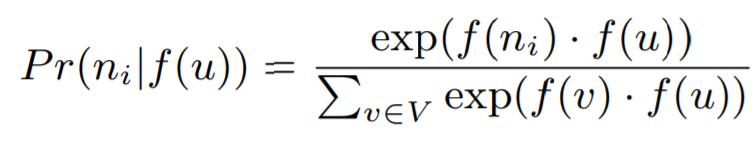 Pr(n_i|f(u)) = \frac{\exp(f(n_i) \cdot f(u))}{\sum_{v \in V} \exp(f(v) \cdot f(u))}